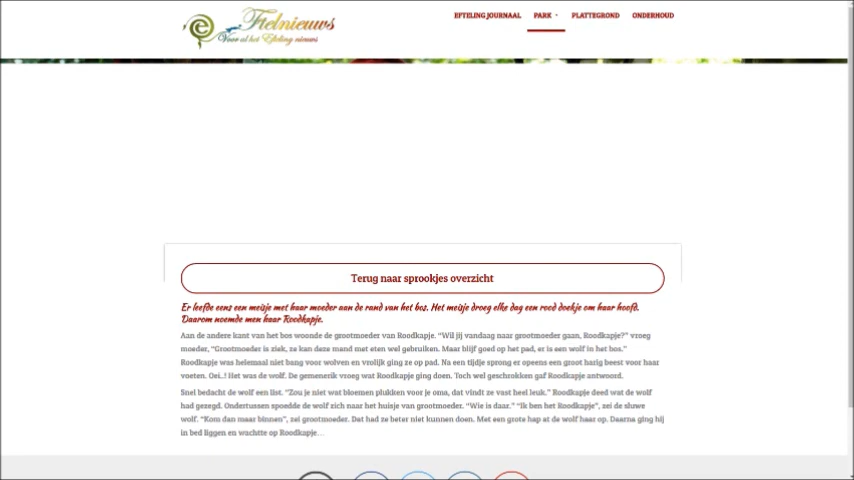 Eftelnieuws
Voor al het Efteling nieuws
EFTELING JOURNAAL PARK PLATTEGROND ONDERHOUD
Terug naar sprookjes overzicht
Er leefde eens een meisje met haar moeder aan de rand van het bos. Het meisje droeg elke dag een rood doekje om haar hoofd.
Daarom noemde men haar Roodkapje.
Aan de andere kant van het bos woonde de grootmoeder van Roodkapje. “Wil jij vandaag naar grootmoeder gaan, Roodkapje?” vroeg
moeder, “Grootmoeder is ziek, ze kan deze mand met eten wel gebruiken. Maar blijf goed op het pad, er is een wolf in het bos.”
Roodkapje was helemaal niet bang voor wolven en vrolijk ging ze op pad. Na een tijdje sprong er opeens een groot harig beest voor haar
voeten. Oei..! Het was de wolf. De gemenerik vroeg wat Roodkapje ging doen. Toch wel geschrokken gaf Roodkapje antwoord.
Snel bedacht de wolf een list. “Zou je niet wat bloemen plukken voor je oma, dat vindt ze vast heel leuk.” Roodkapje deed wat de wolf
had gezegd. Ondertussen spoedde de wolf zich naar het huisje van grootmoeder. “Wie is daar.” “Ik ben het Roodkapje”, zei de sluwe
wolf. “Kom dan maar binnen”, zei grootmoeder. Dat had ze beter niet kunnen doen. Met een grote hap at de wolf haar op. Daarna ging hij
in bed liggen en wachtte op Roodkapje…